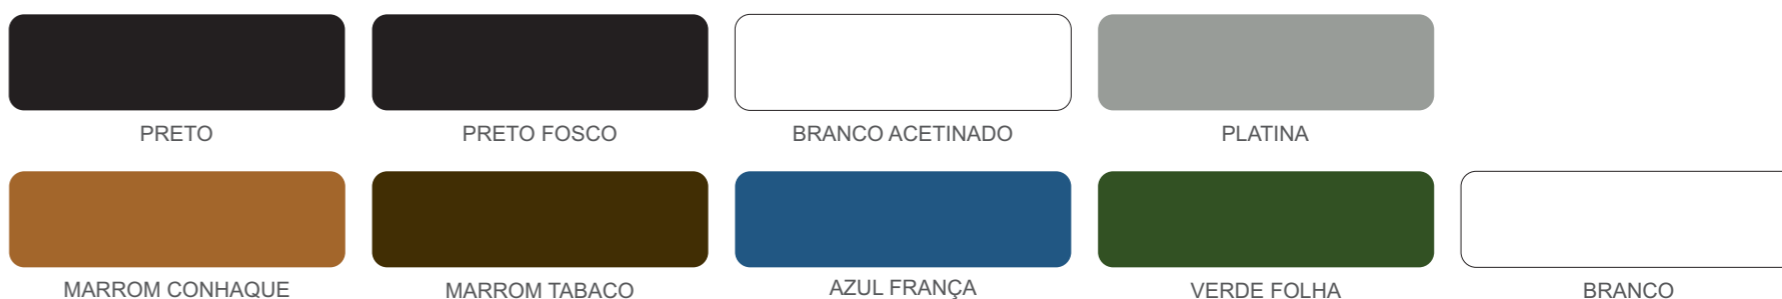 PRETO
PRETO FOSCO
BRANCO ACETINADO
PLATINA
MARROM CONHAQUE
MARROM TABACO
AZUL FRANÇA
VERDE FOLHA
BRANCO